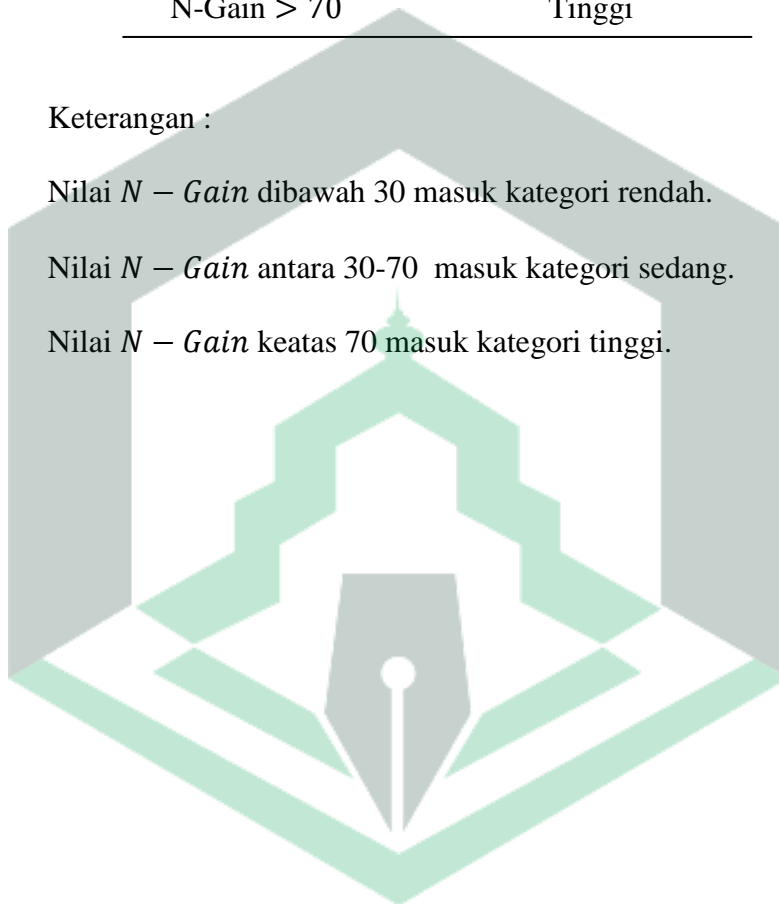 N-Gain > 70 Tinggi
Keterangan :
Nilai N − Gain dibawah 30 masuk kategori rendah.
Nilai N − Gain antara 30-70 masuk kategori sedang.
Nilai N − Gain keatas 70 masuk kategori tinggi.